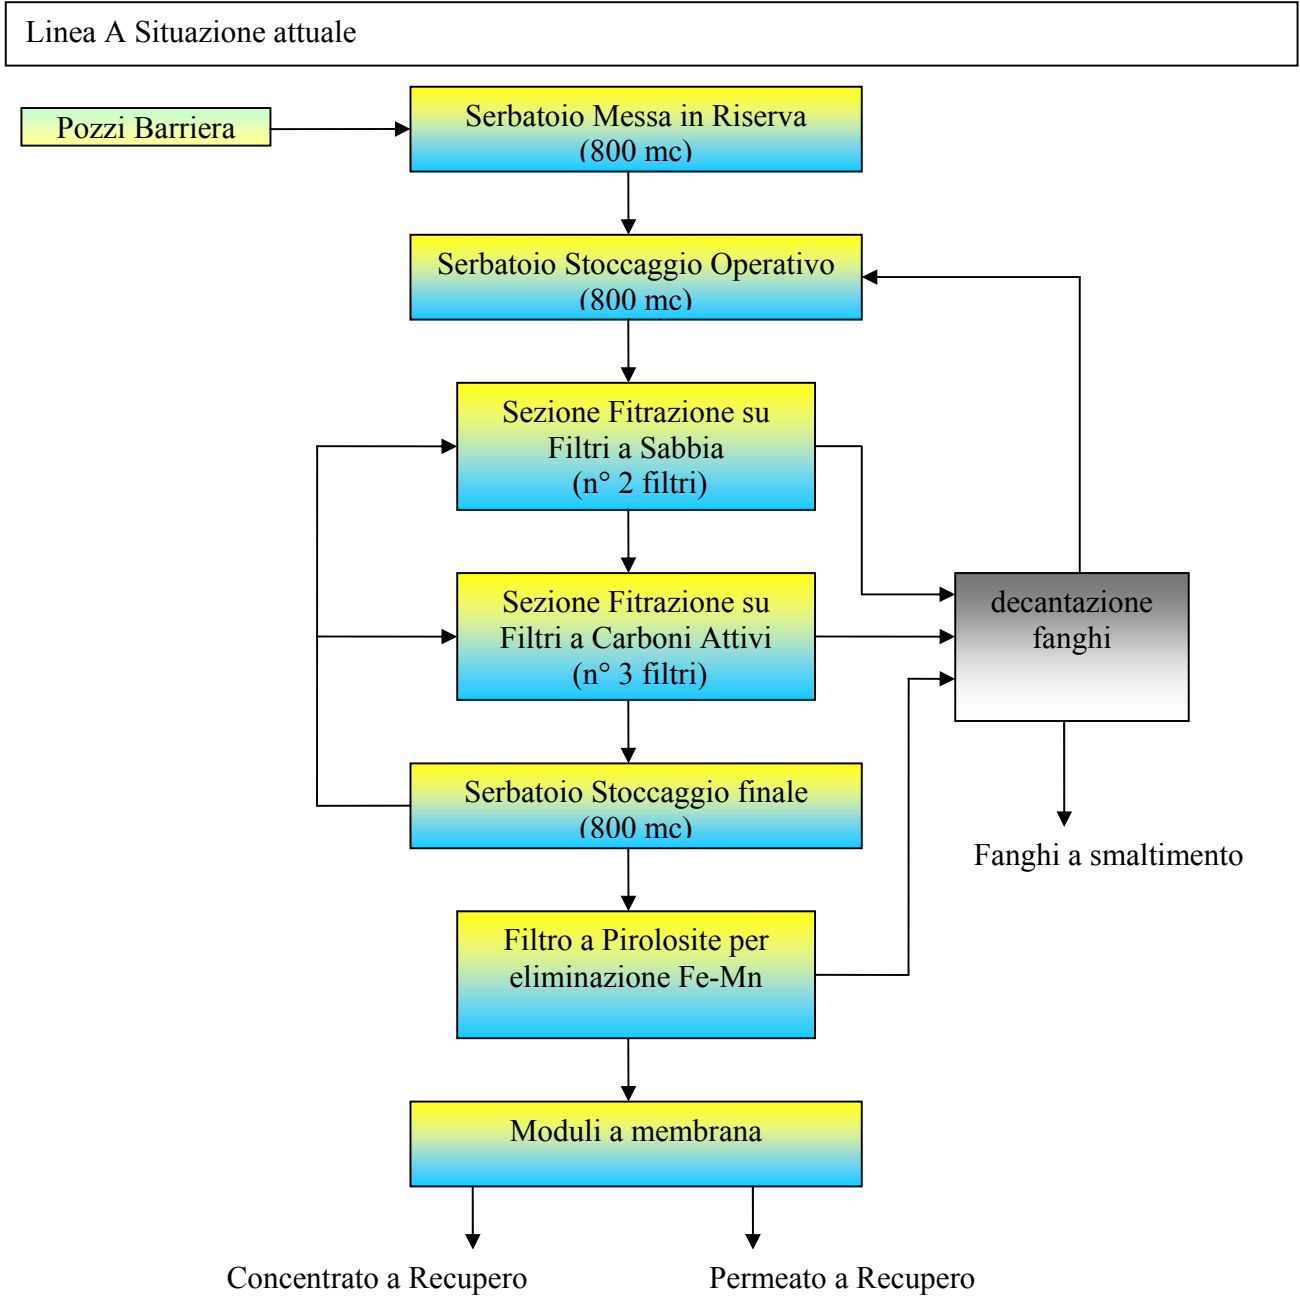 Linea A Situazione attuale
Pozzi Barriera
Serbatoio Messa in Riserva
(800 mc)
Serbatoio Stoccaggio Operativo
(800 mc)
Sezione Fitrazione su
Filtri a Sabbia
(n° 2 filtri)
Sezione Fitrazione su
Filtri a Carboni Attivi
(n° 3 filtri)
decantazione
fanghi
Serbatoio Stoccaggio finale
(800 mc)
Fanghi a smaltimento
Filtro a Pirolosite per
eliminazione Fe-Mn
Moduli a membrana
Concentrato a Recupero
Permeato a Recupero